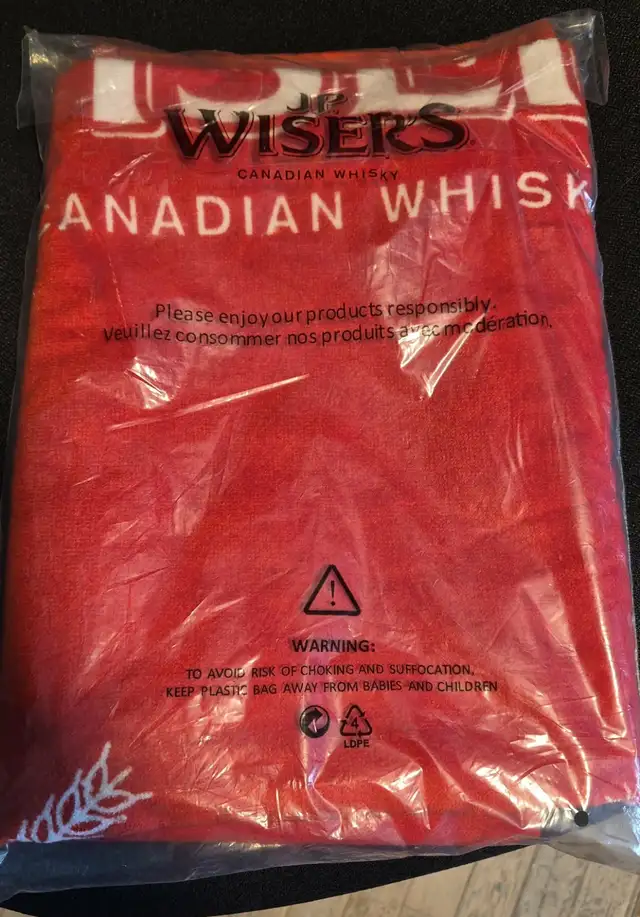 J.P.
WISER'S
CANADIAN WHISKY
CANADIAN WHISK
Please enjoy our products responsibly.
Veuillez consommer nos produits avec modération.
WARNING:
TO AVOID RISK OF CHOKING AND SUFFOCATION,
KEEP PLASTIC BAG AWAY FROM BABIES AND CHILDREN
4
LDPE